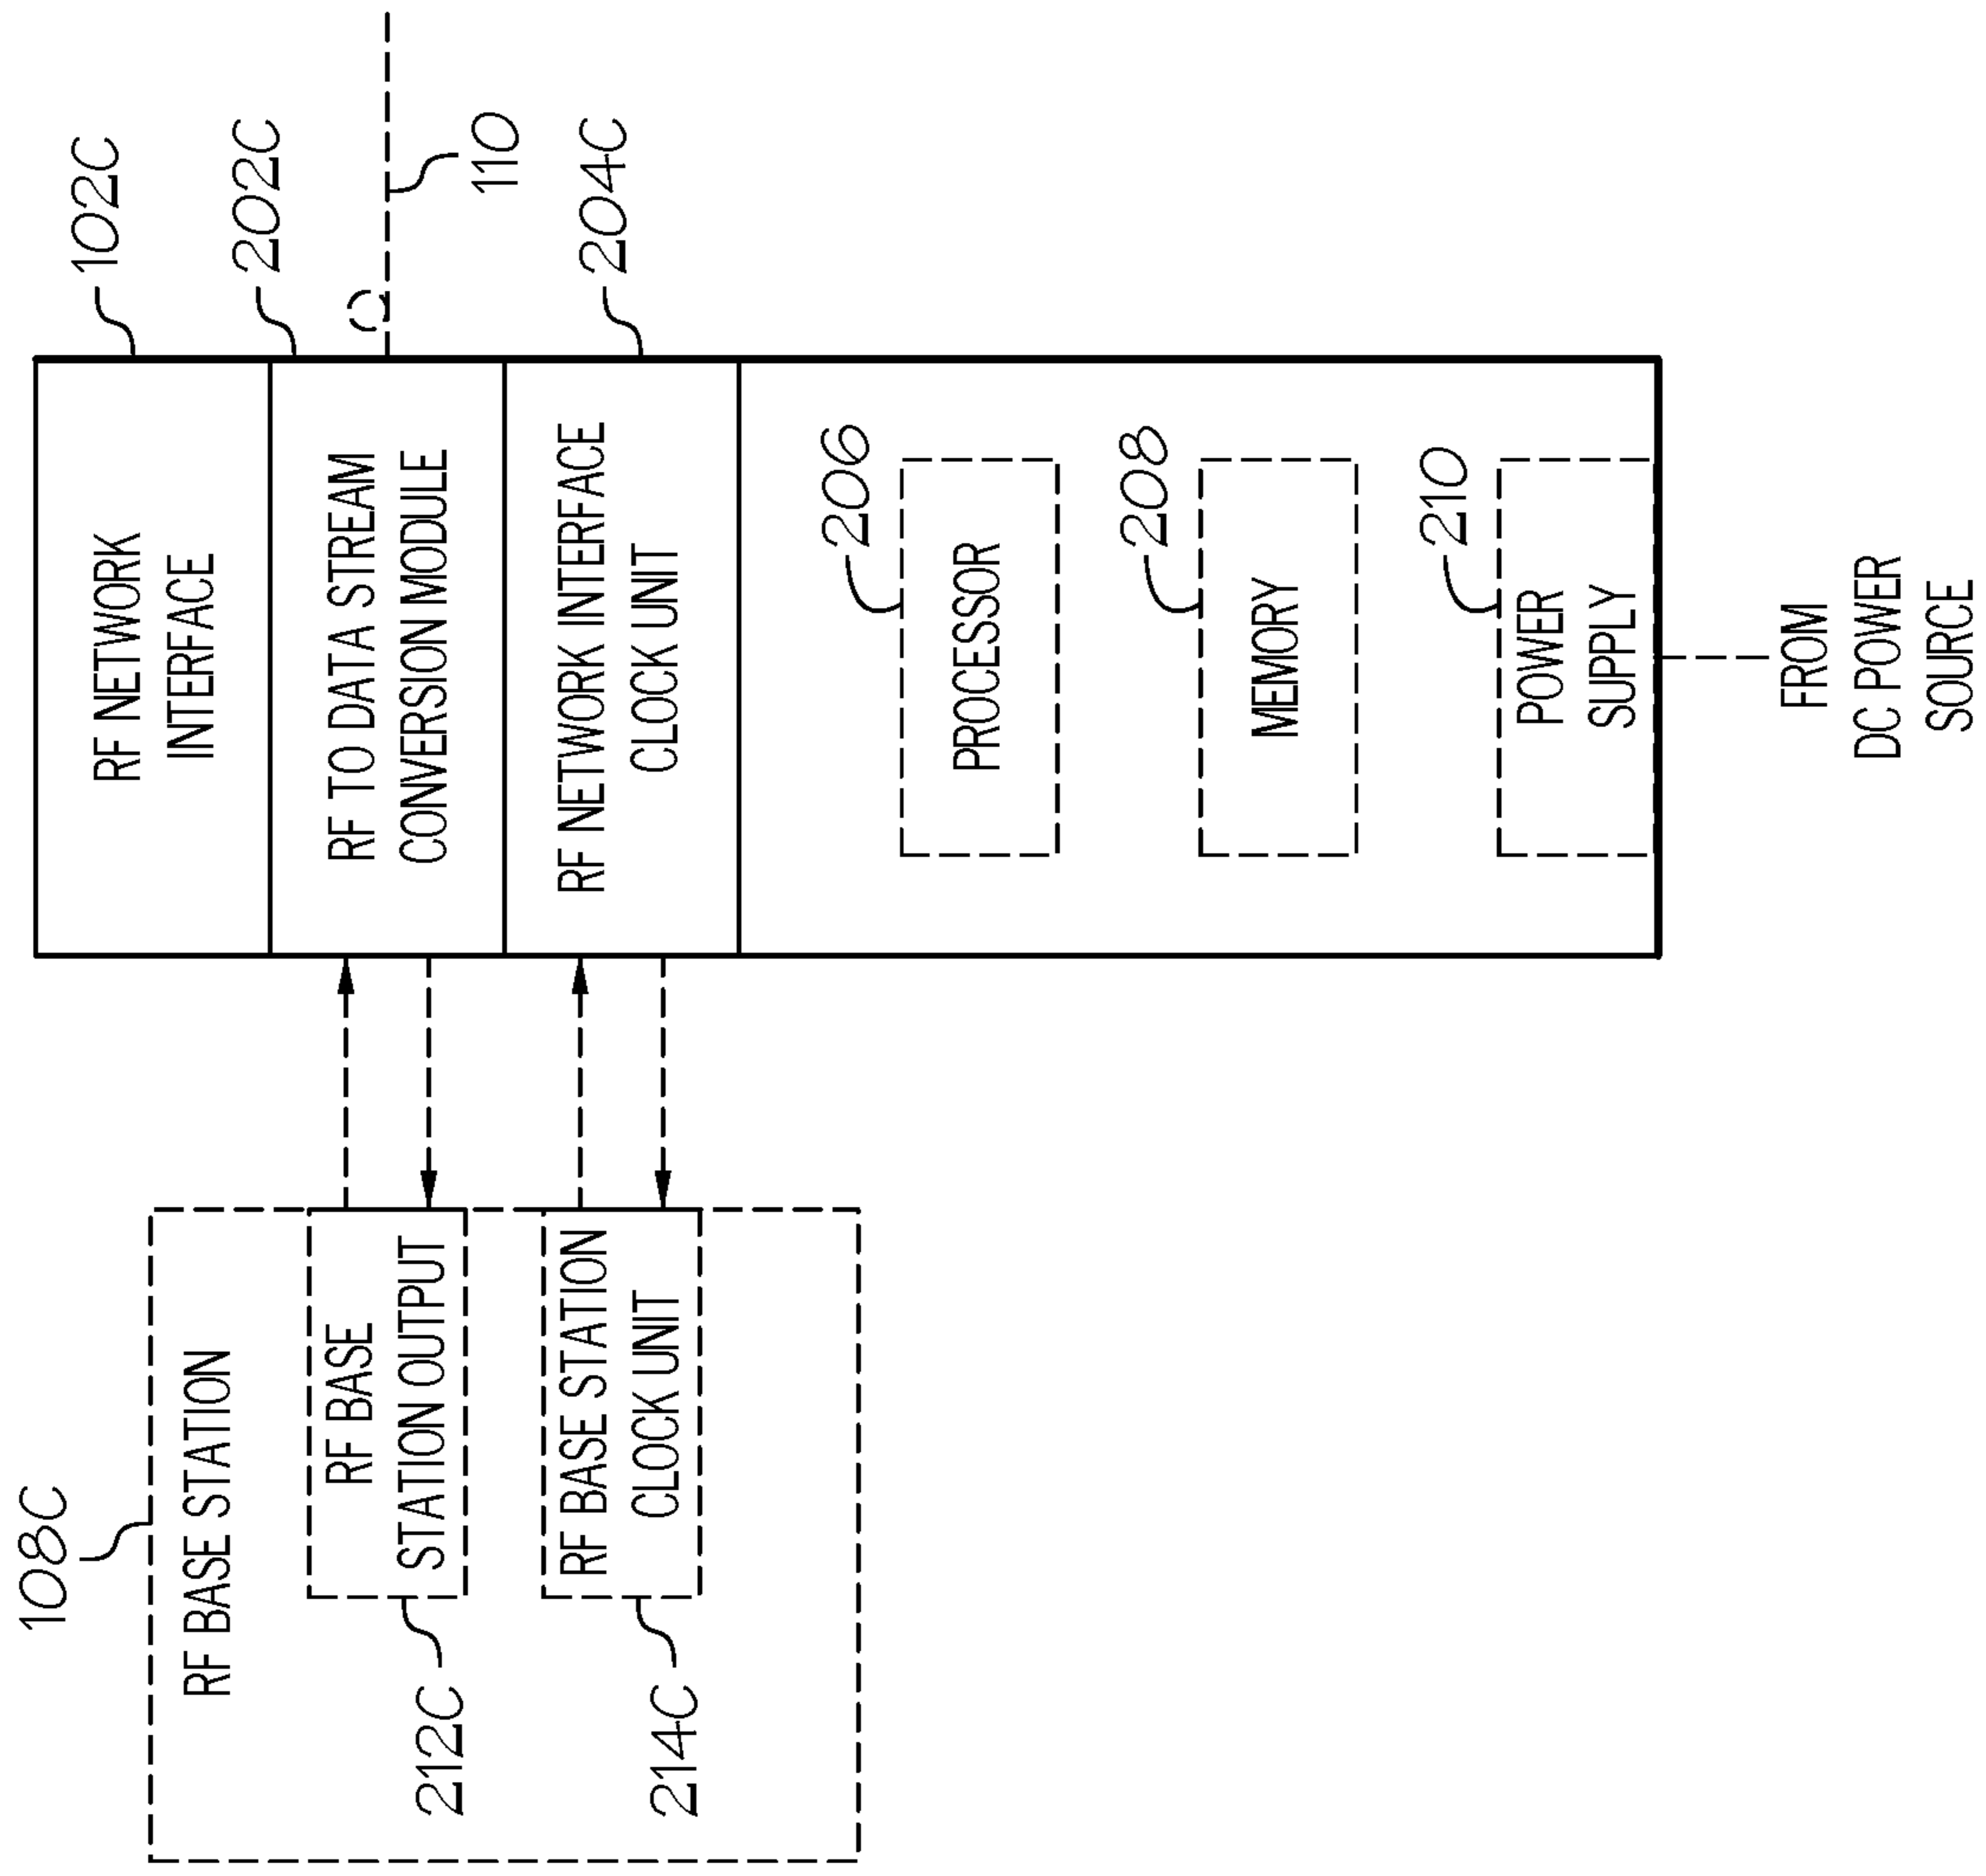 108C
RF BASE STATION
RF BASE
STATION OUTPUT
212C
RF BASE STATION
CLOCK UNIT
214C
102C
RF NETWORK
INTERFACE
202C
RF TO DATA STREAM
CONVERSION MODULE
110
204C
RF NETWORK INTERFACE
CLOCK UNIT
206
PROCESSOR
208
MEMORY
210
POWER
SUPPLY
FROM
DC POWER
SOURCE